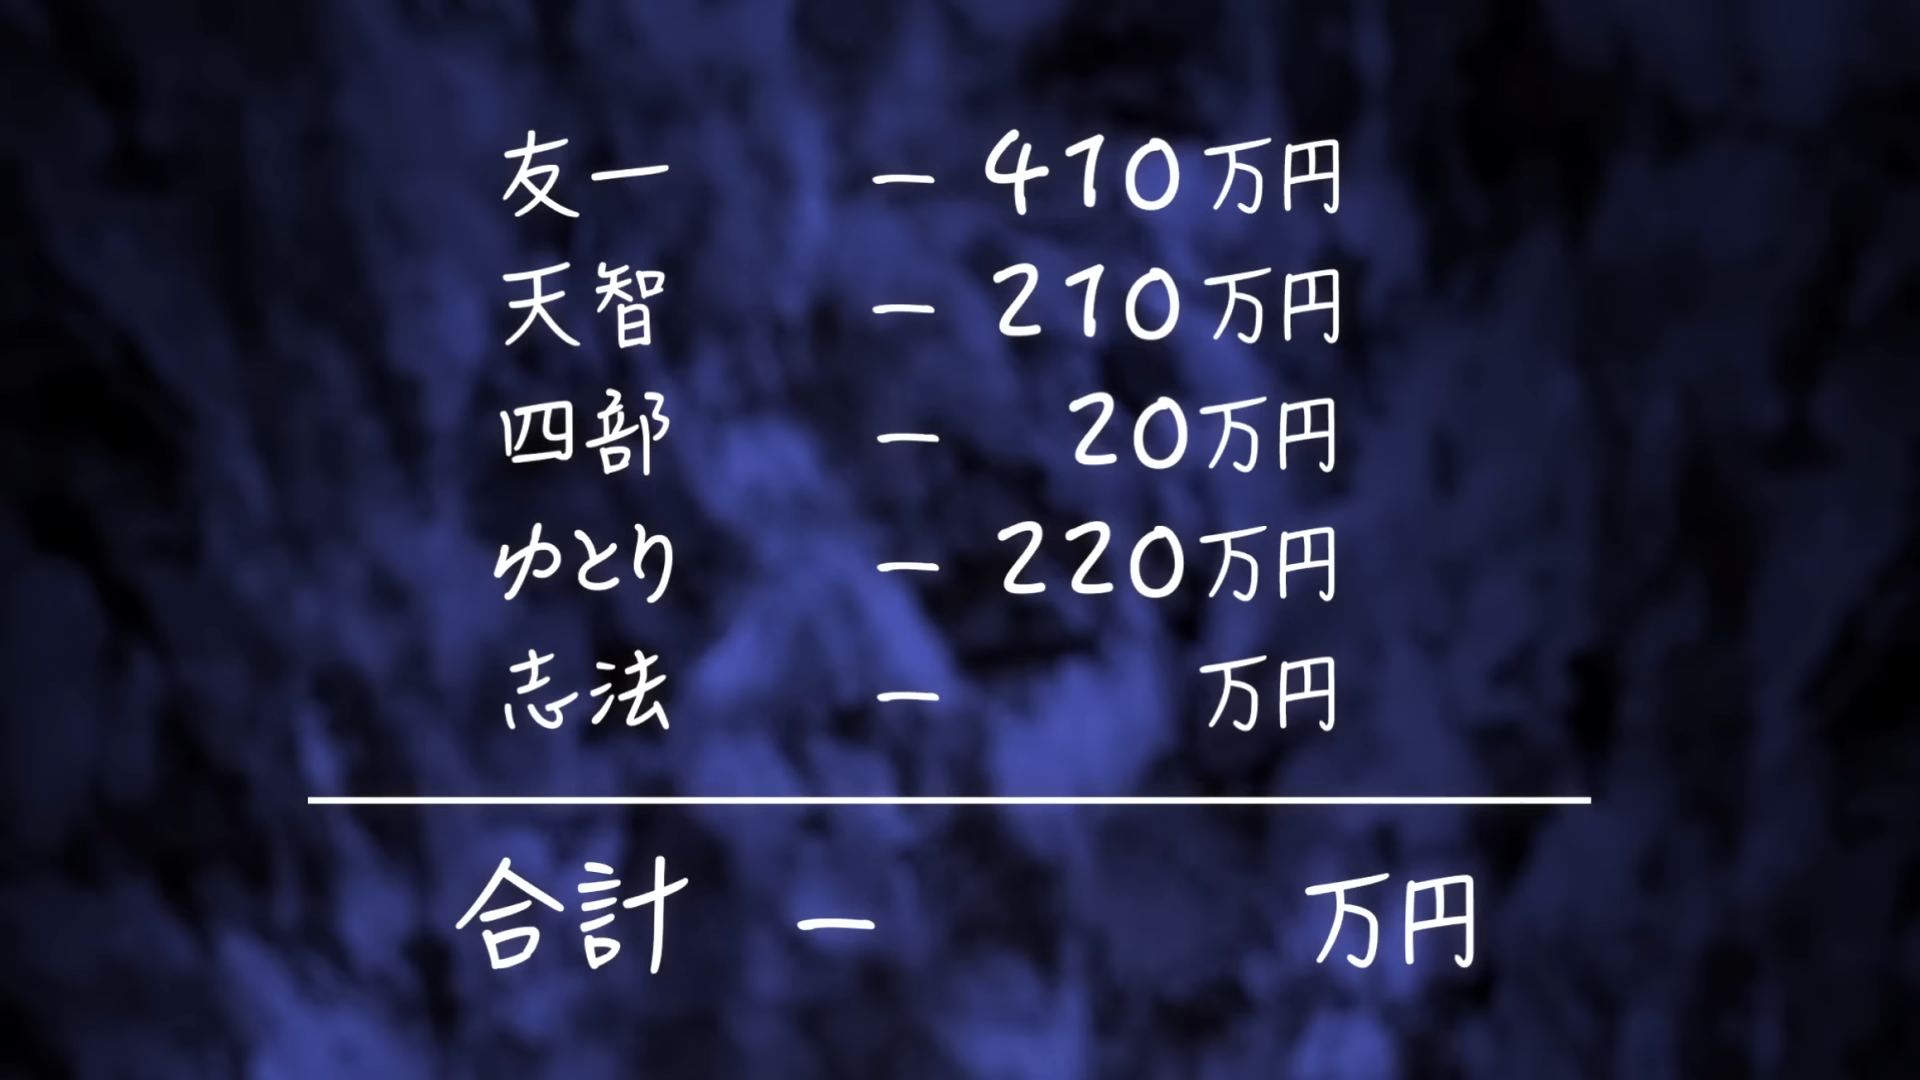 友一 － 410万円
天智 － 210万円
四部 － 20万円
ゆとり － 220万円
志法 － 万円
合計 － 万円